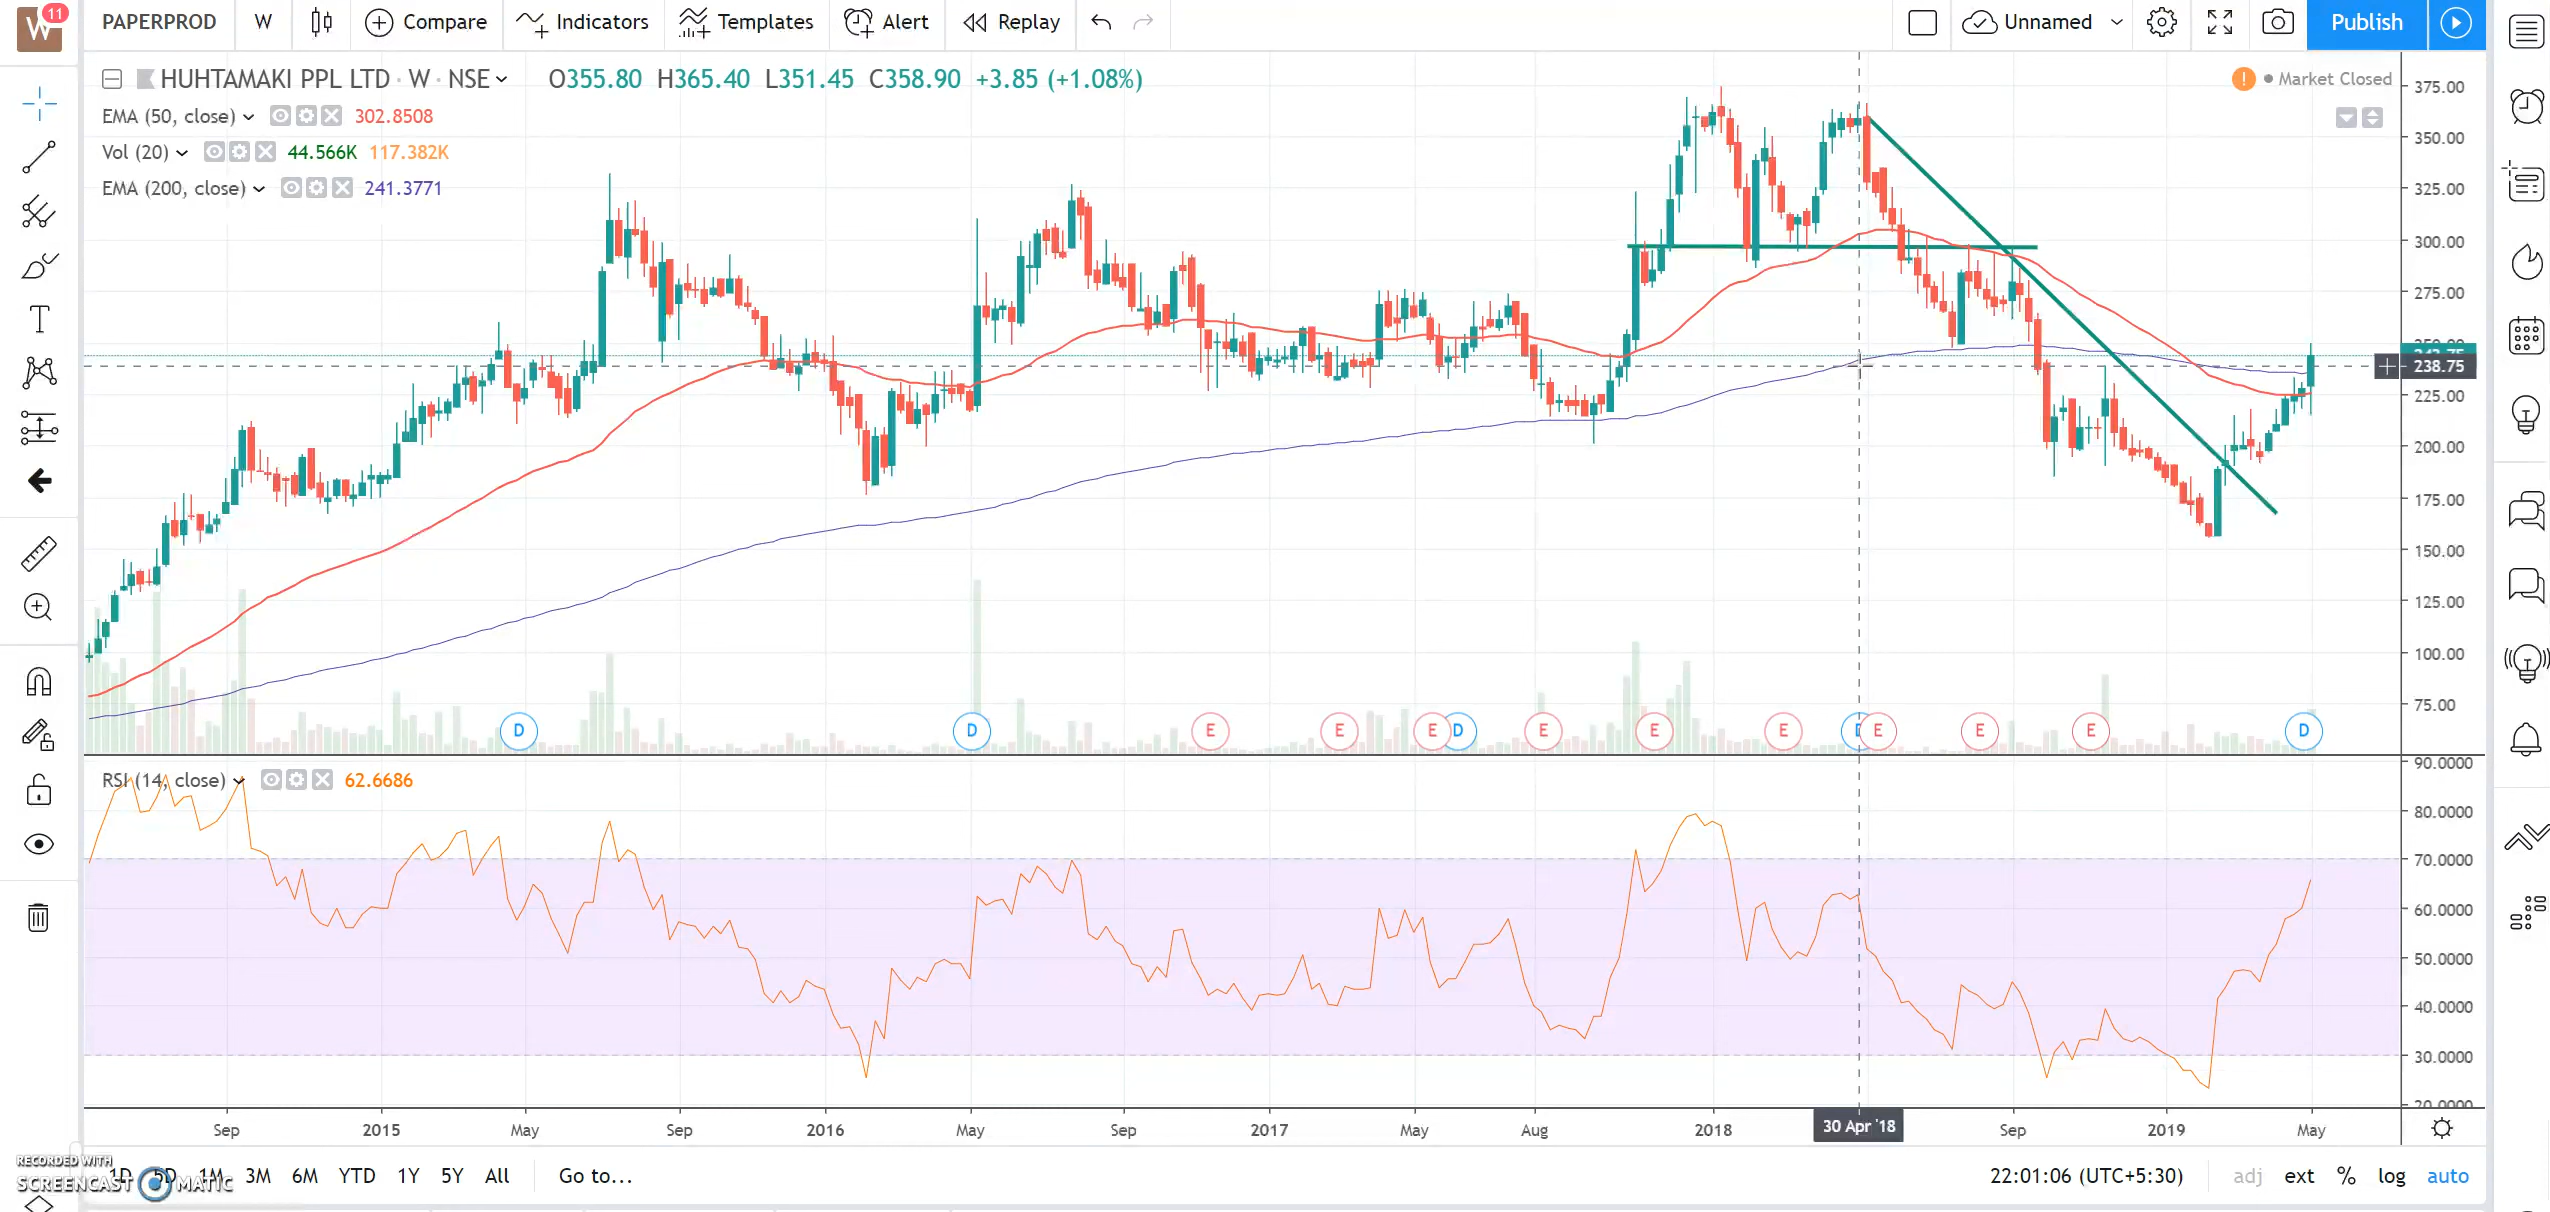 W 11 PAPERPROD W Compare Indicators Templates Alert Replay Unnamed Publish
HUHTAMAKI PPL LTD · W · NSE O355.80 H365.40 L351.45 C358.90 +3.85 (+1.08%)
Market Closed
EMA (50, close) 302.8508
Vol (20) 44.566K 117.382K
EMA (200, close) 241.3771
375.00
350.00
325.00
300.00
275.00
238.75
225.00
200.00
175.00
150.00
125.00
100.00
75.00
D D E E E D E E E E E E D
RSI (14, close) 62.6686
90.0000
80.0000
70.0000
60.0000
50.0000
40.0000
30.0000
20.0000
Sep 2015 May Sep 2016 May Sep 2017 May Aug 2018 30 Apr '18 Sep 2019 May
RECORDED WITH
SCREENCAST MATIC
1D 5D 1M 3M 6M YTD 1Y 5Y All Go to... 22:01:06 (UTC+5:30) adj ext % log auto